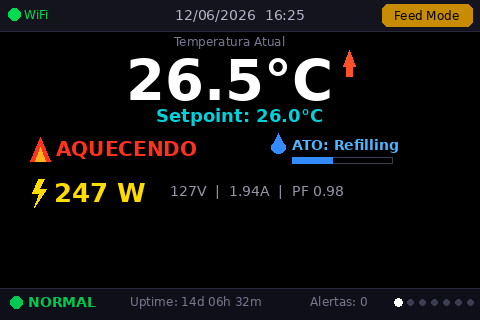 WiFi 12/06/2026 16:25 Feed Mode
Temperatura Atual
26.5°C
Setpoint: 26.0°C
AQUECENDO ATO: Refilling
247 W 127V | 1.94A | PF 0.98
NORMAL Uptime: 14d 06h 32m Alertas: 0